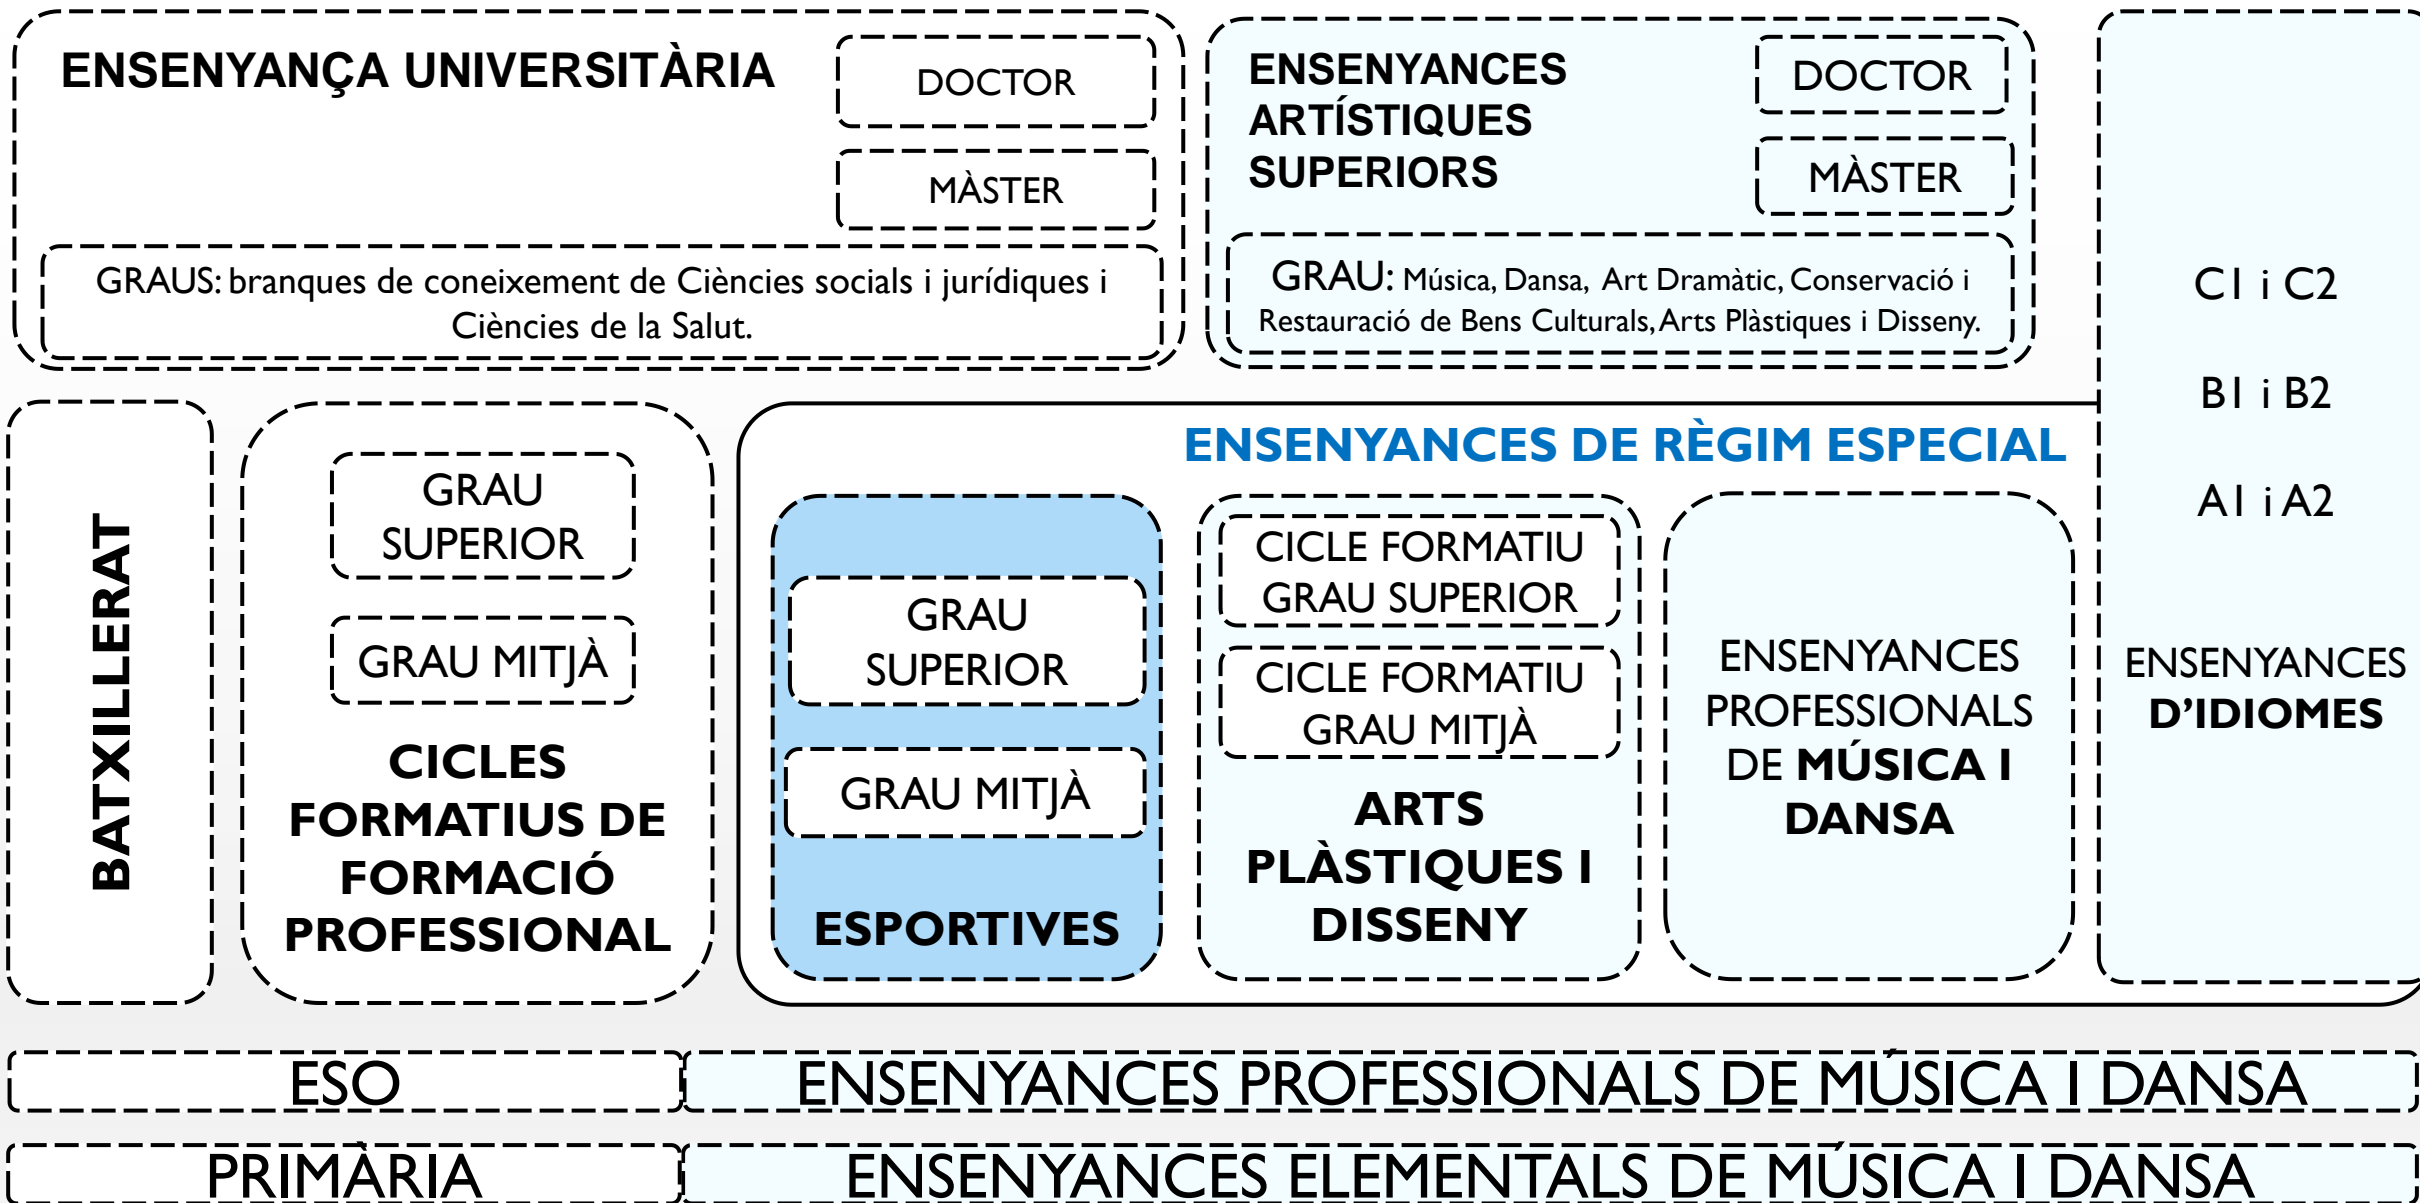 ENSENYANÇA UNIVERSITÀRIA
DOCTOR
MÀSTER
GRAUS: branques de coneixement de Ciències socials i jurídiques i
Ciències de la Salut.
ENSENYANCES
ARTÍSTIQUES
SUPERIORS
DOCTOR
MÀSTER
GRAU: Música, Dansa, Art Dramàtic, Conservació i
Restauració de Bens Culturals, Arts Plàstiques i Disseny.
C1 i C2
B1 i B2
A1 i A2
ENSENYANCES
D'IDIOMES
BATXILLERAT
GRAU
SUPERIOR
GRAU MITJÀ
CICLES
FORMATIUS DE
FORMACIÓ
PROFESSIONAL
ENSENYANCES DE RÈGIM ESPECIAL
GRAU
SUPERIOR
GRAU MITJÀ
ESPORTIVES
CICLE FORMATIU
GRAU SUPERIOR
CICLE FORMATIU
GRAU MITJÀ
ARTS
PLÀSTIQUES I
DISSENY
ENSENYANCES
PROFESSIONALS
DE MÚSICA I
DANSA
ESO
ENSENYANCES PROFESSIONALS DE MÚSICA I DANSA
PRIMÀRIA
ENSENYANCES ELEMENTALS DE MÚSICA I DANSA